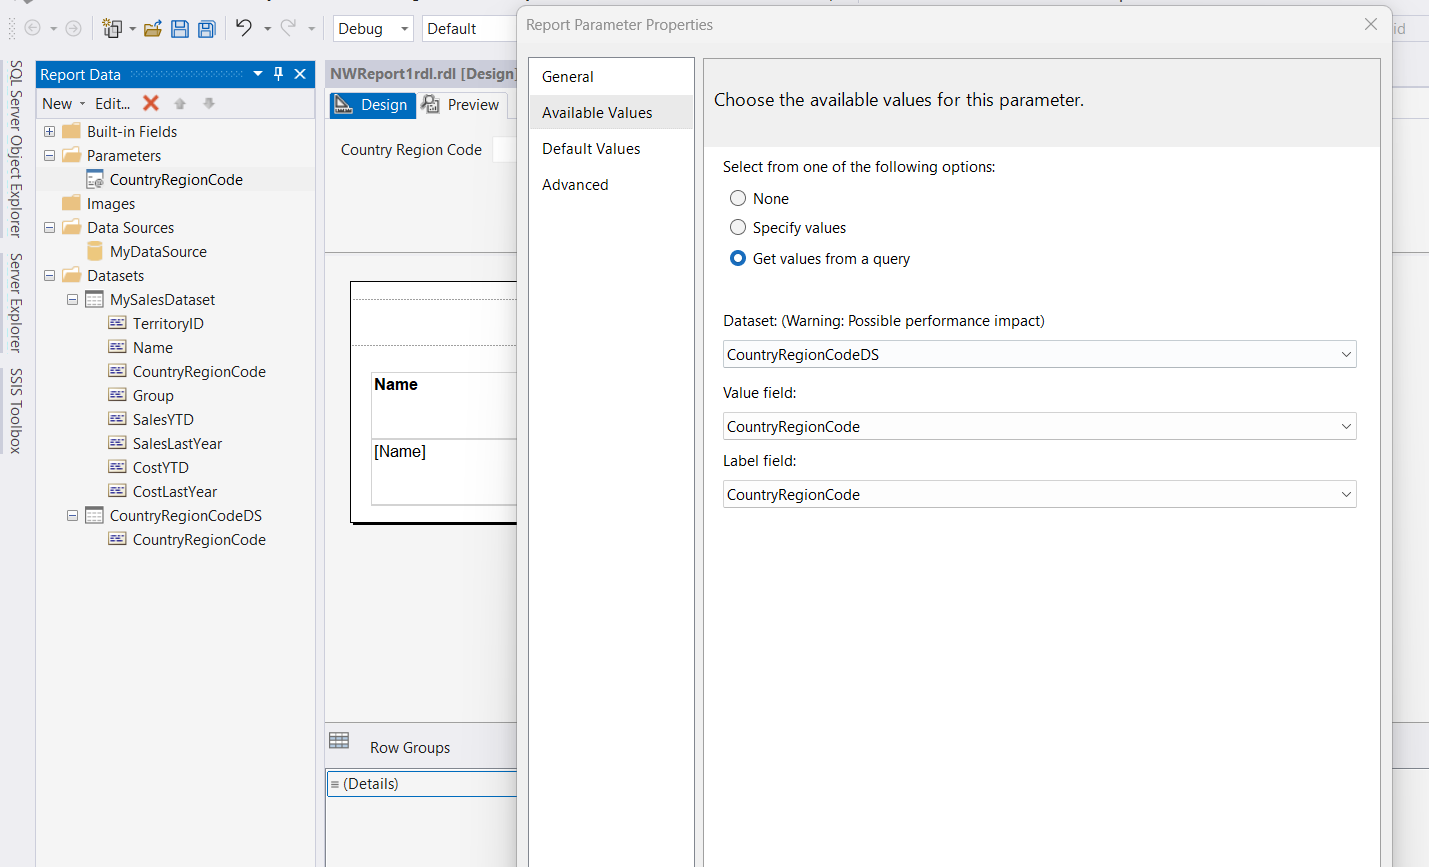 Debug
Default
Report Parameter Properties
id
SQL Server Object Explorer
Server Explorer
SSIS Toolbox
Report Data
New
Edit...
Built-in Fields
Parameters
CountryRegionCode
Images
Data Sources
MyDataSource
Datasets
MySalesDataset
TerritoryID
Name
CountryRegionCode
Group
SalesYTD
SalesLastYear
CostYTD
CostLastYear
CountryRegionCodeDS
CountryRegionCode
NWReport1rdl.rdl [Design]
Design
Preview
Country Region Code
Name
[Name]
Row Groups
(Details)
General
Available Values
Default Values
Advanced
Choose the available values for this parameter.
Select from one of the following options:
None
Specify values
Get values from a query
Dataset: (Warning: Possible performance impact)
CountryRegionCodeDS
Value field:
CountryRegionCode
Label field:
CountryRegionCode